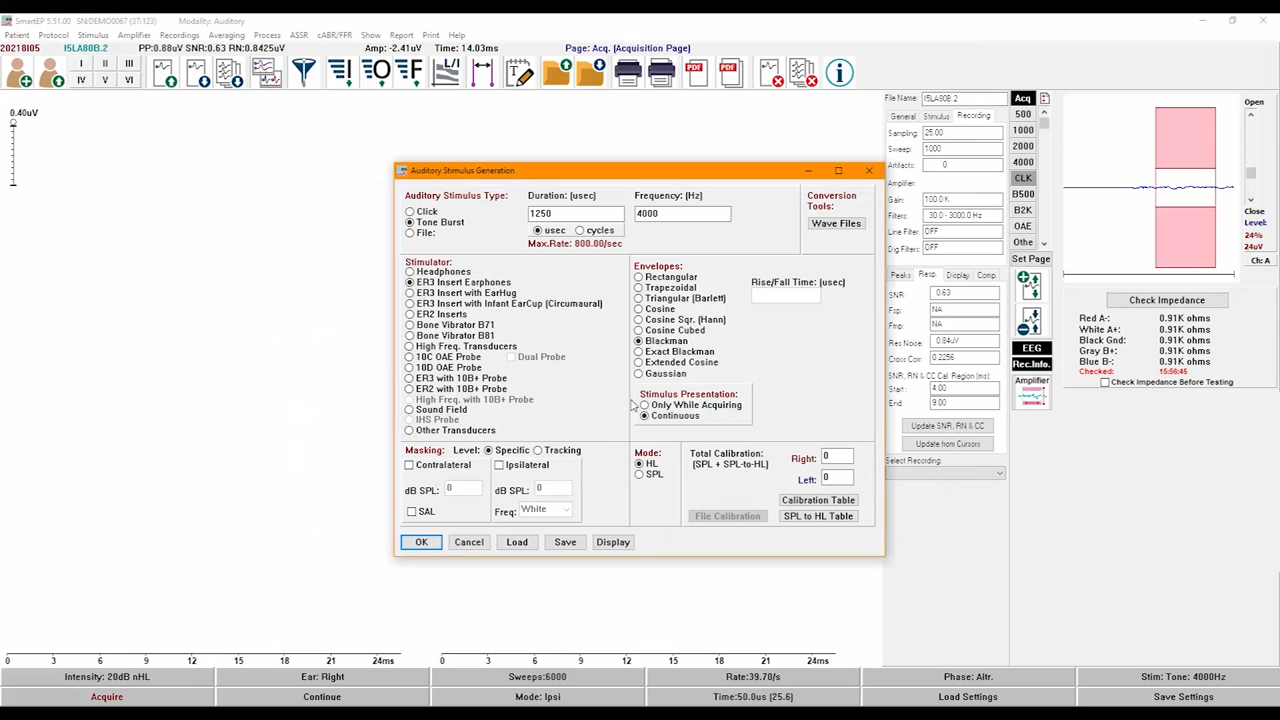 SmartEP 5.51.00 SN:DEMO0067 (37:123) Modality: Auditory
Patient Protocol Stimulus Amplifier Recordings Averaging Process ASSR cABR/FFR Show Report Print Help
20218I05 I5LA80B.2 PP:0.88uV SNR:0.63 RN:0.8425uV Amp: -2.41uV Time: 14.03ms Page: Acq. (Acquisition Page)
I II III
IV V VI
O F L/I PDF PDF
0.40uV
Auditory Stimulus Generation
Auditory Stimulus Type:
Click
Tone Burst
File:
Duration: (usec)
1250
usec cycles
Max.Rate: 800.00/sec
Frequency: (Hz)
4000
Conversion
Tools:
Wave Files
Stimulator:
Headphones
ER3 Insert Earphones
ER3 Insert with EarHug
ER3 Insert with Infant EarCup (Circumaural)
ER2 Inserts
Bone Vibrator B71
Bone Vibrator B81
High Freq. Transducers
10C OAE Probe Dual Probe
10D OAE Probe
ER3 with 10B+ Probe
ER2 with 10B+ Probe
High Freq. with 10B+ Probe
Sound Field
IHS Probe
Other Transducers
Envelopes:
Rectangular
Trapezoidal
Triangular (Barlett)
Cosine
Cosine Sqr. (Hann)
Cosine Cubed
Blackman
Exact Blackman
Extended Cosine
Gaussian
Rise/Fall Time: (usec)
Stimulus Presentation:
Only While Acquiring
Continuous
Masking: Level: Specific Tracking
Contralateral Ipsilateral
dB SPL: 0 dB SPL: 0
SAL Freq: White
Mode:
HL
SPL
Total Calibration:
(SPL + SPL-to-HL)
Right: 0
Left: 0
Calibration Table
File Calibration SPL to HL Table
OK Cancel Load Save Display
File Name: I5LA80B.2
General Stimulus Recording
Sampling: 25.00
Sweep: 1000
Artifacts: 0
Amplifier:
Gain: 100.0 K
Filters: 30.0 - 3000.0 Hz
Line Filter: OFF
Dig Filters: OFF
Peaks Resp. Display Comp.
SNR: 0.63
Fsp: NA
Fmp: NA
Res Noise: 0.84uV
Cross Corr: 0.2256
SNR, RN & CC Cal. Region (ms)
Start: 4.00
End: 9.00
Update SNR, RN & CC
Update from Cursors
Select Recording:
Acq
500
1000
2000
4000
CLK
B500
B2K
OAE
Othe
Set Page
EEG
Rec.Info.
Amplifier
Open
Close
Level:
24%
24uV
Ch: A
Check Impedance
Red A-: 0.91K ohms
White A+: 0.91K ohms
Black Gnd: 0.91K ohms
Gray B+: 0.91K ohms
Blue B-: 0.91K ohms
Checked: 15:56:45
Check Impedance Before Testing
0 3 6 9 12 15 18 21 24ms 0 3 6 9 12 15 18 21 24ms
Intensity: 20dB nHL Ear: Right Sweeps:6000 Rate:39.70/s Phase: Altr. Stim: Tone: 4000Hz
Acquire Continue Mode: Ipsi Time:50.0us (25.6) Load Settings Save Settings